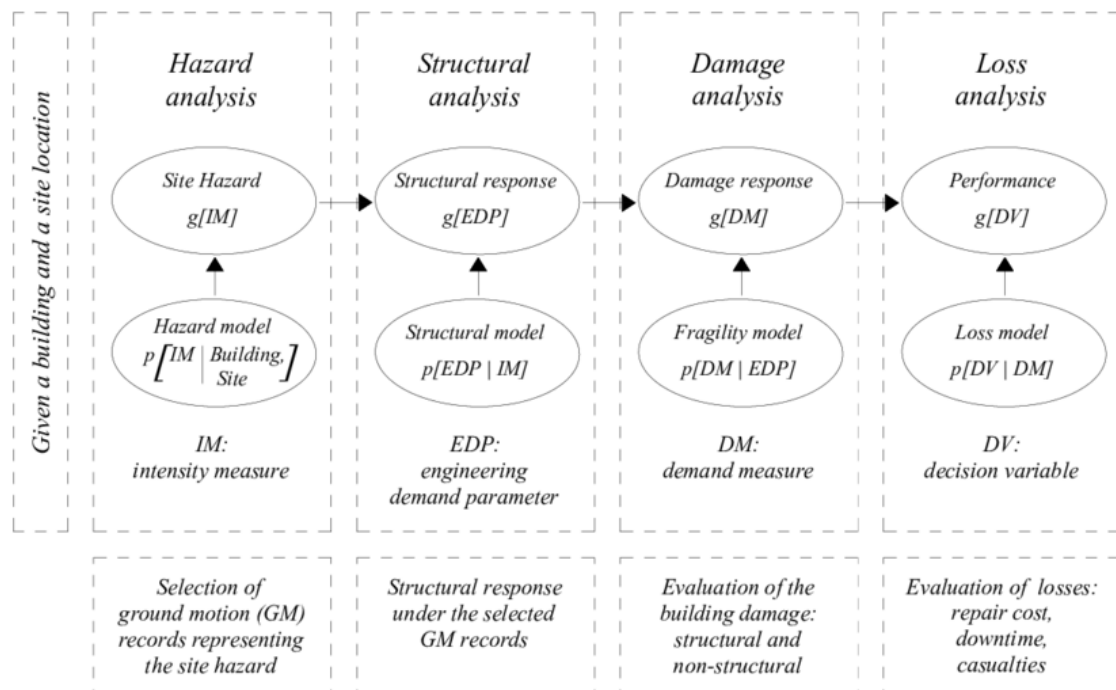 Given a building and a site location
Hazard
analysis
Site Hazard
g[IM]
Hazard model
p[IM | Building,
Site]
IM:
intensity measure
Structural
analysis
Structural response
g[EDP]
Structural model
p[EDP | IM]
EDP:
engineering
demand parameter
Damage
analysis
Damage response
g[DM]
Fragility model
p[DM | EDP]
DM:
demand measure
Loss
analysis
Performance
g[DV]
Loss model
p[DV | DM]
DV:
decision variable
Selection of
ground motion (GM)
records representing
the site hazard
Structural response
under the selected
GM records
Evaluation of the
building damage:
structural and
non-structural
Evaluation of losses:
repair cost,
downtime,
casualties